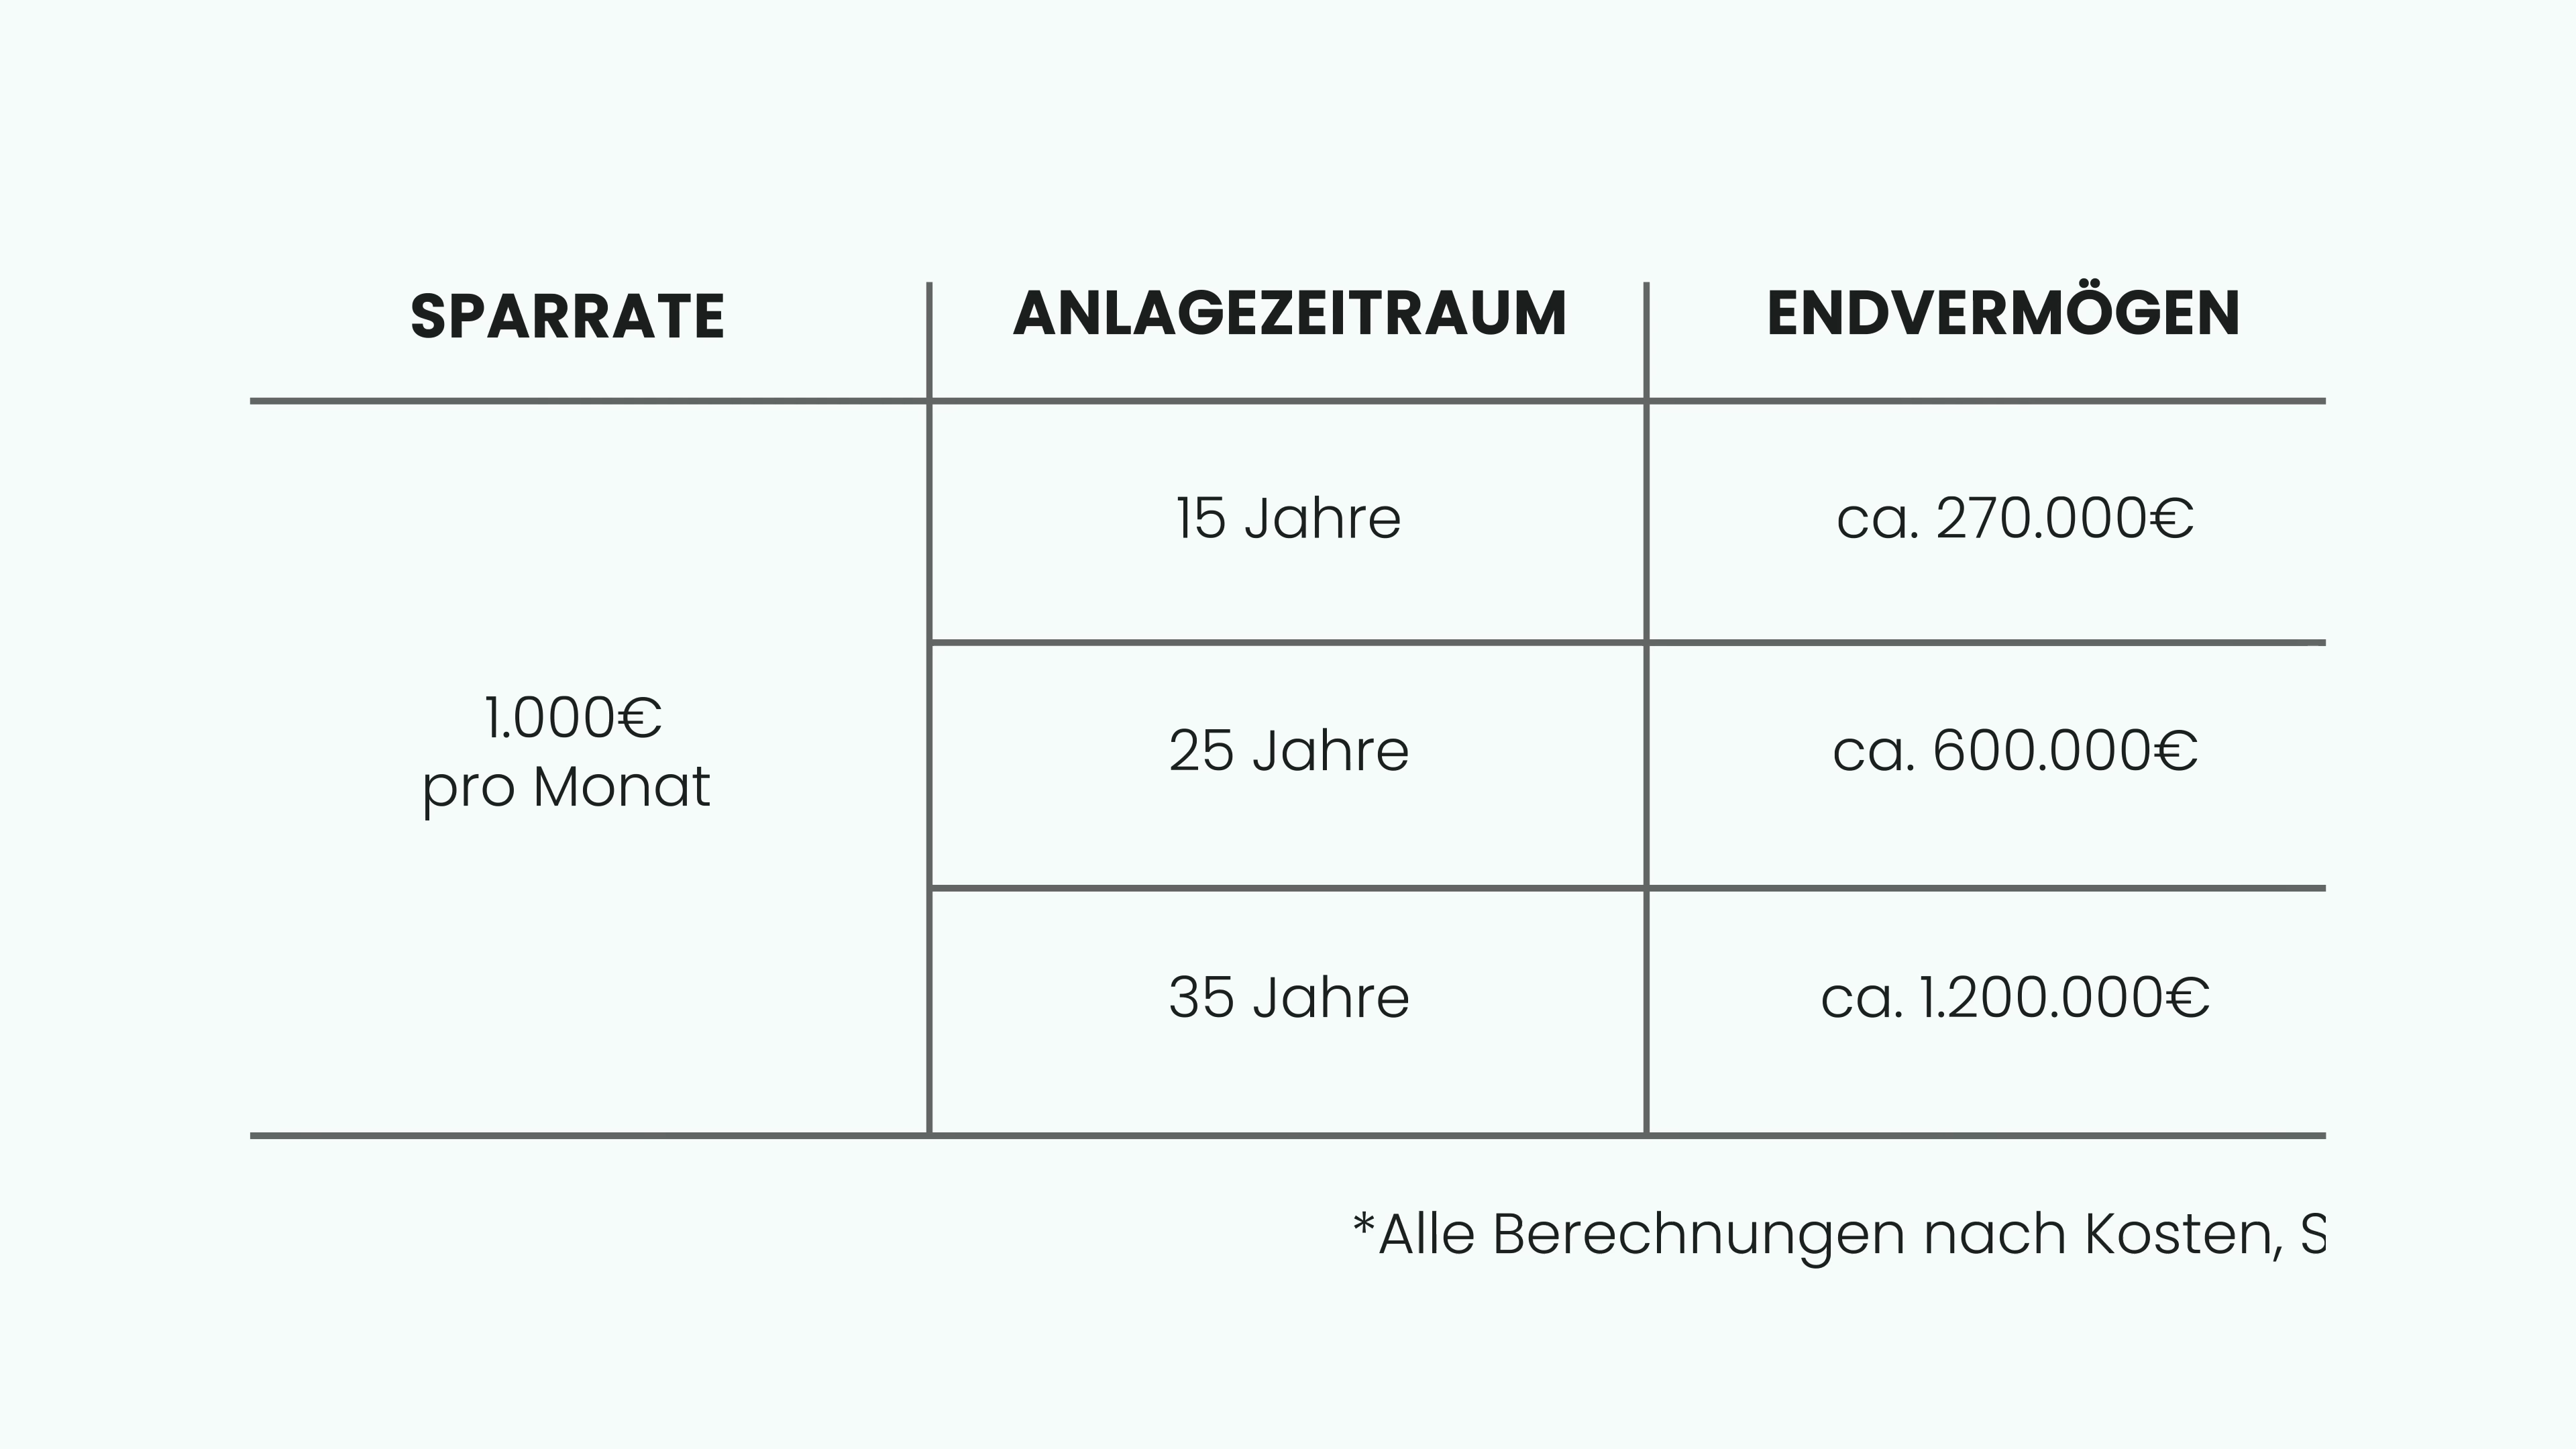 SPARRATE
ANLAGEZEITRAUM
ENDVERMÖGEN
1.000€
pro Monat
15 Jahre
ca. 270.000€
25 Jahre
ca. 600.000€
35 Jahre
ca. 1.200.000€
*Alle Berechnungen nach Kosten, S